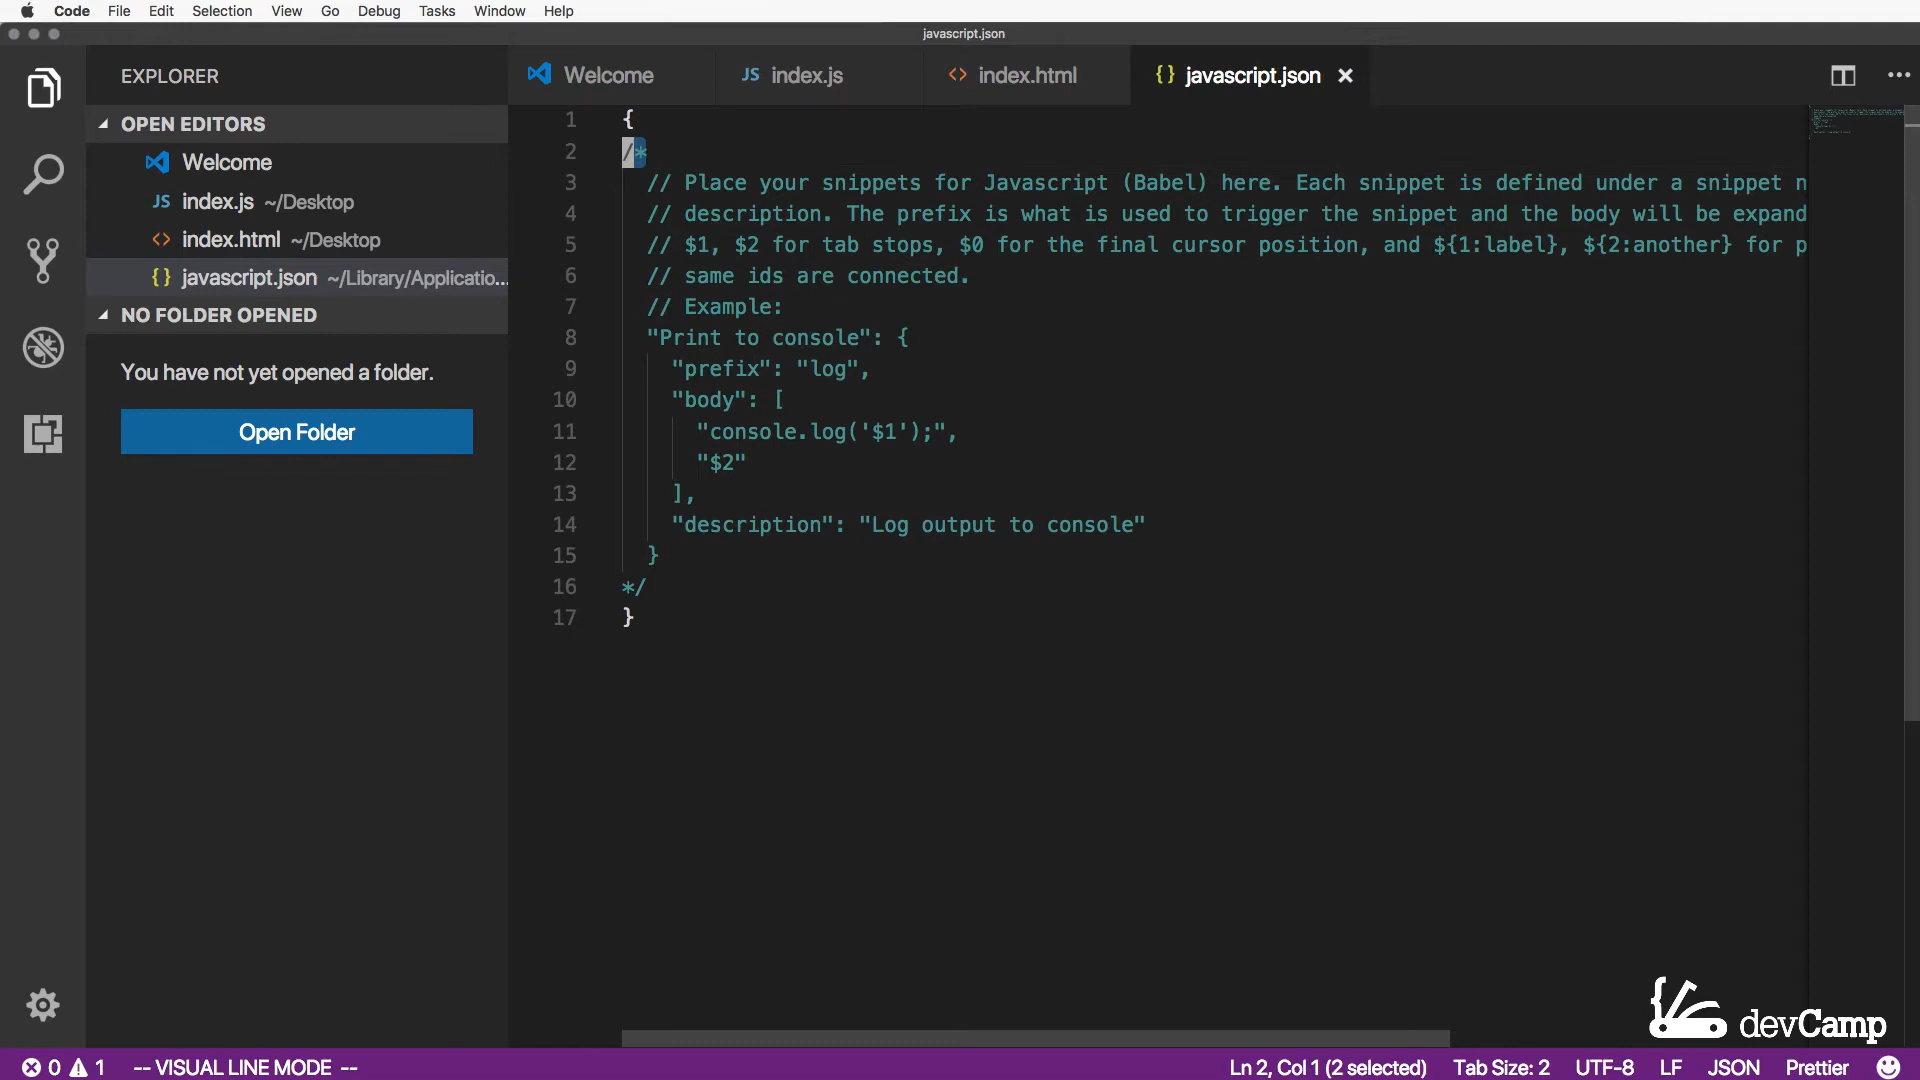 Code File Edit Selection View Go Debug Tasks Window Help
javascript.json
EXPLORER
OPEN EDITORS
Welcome
index.js ~/Desktop
index.html ~/Desktop
{} javascript.json ~/Library/Applicatio...
NO FOLDER OPENED
You have not yet opened a folder.
Open Folder
Welcome JS index.js <> index.html {} javascript.json ×
1 {
2 /*
3 // Place your snippets for Javascript (Babel) here. Each snippet is defined under a snippet n
4 // description. The prefix is what is used to trigger the snippet and the body will be expand
5 // $1, $2 for tab stops, $0 for the final cursor position, and ${1:label}, ${2:another} for p
6 // same ids are connected.
7 // Example:
8 "Print to console": {
9 "prefix": "log",
10 "body": [
11 "console.log('$1');",
12 "$2"
13 ],
14 "description": "Log output to console"
15 }
16 */
17 }
devCamp
0 1 -- VISUAL LINE MODE -- Ln 2, Col 1 (2 selected) Tab Size: 2 UTF-8 LF JSON Prettier